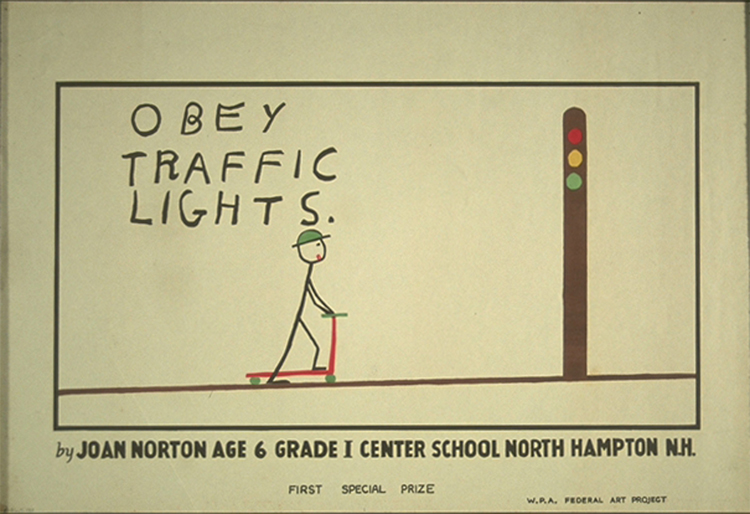 OBEY
TRAFFIC
LIGHTS.
by JOAN NORTON AGE 6 GRADE I CENTER SCHOOL NORTH HAMPTON N.H.
FIRST SPECIAL PRIZE
W.P.A. FEDERAL ART PROJECT